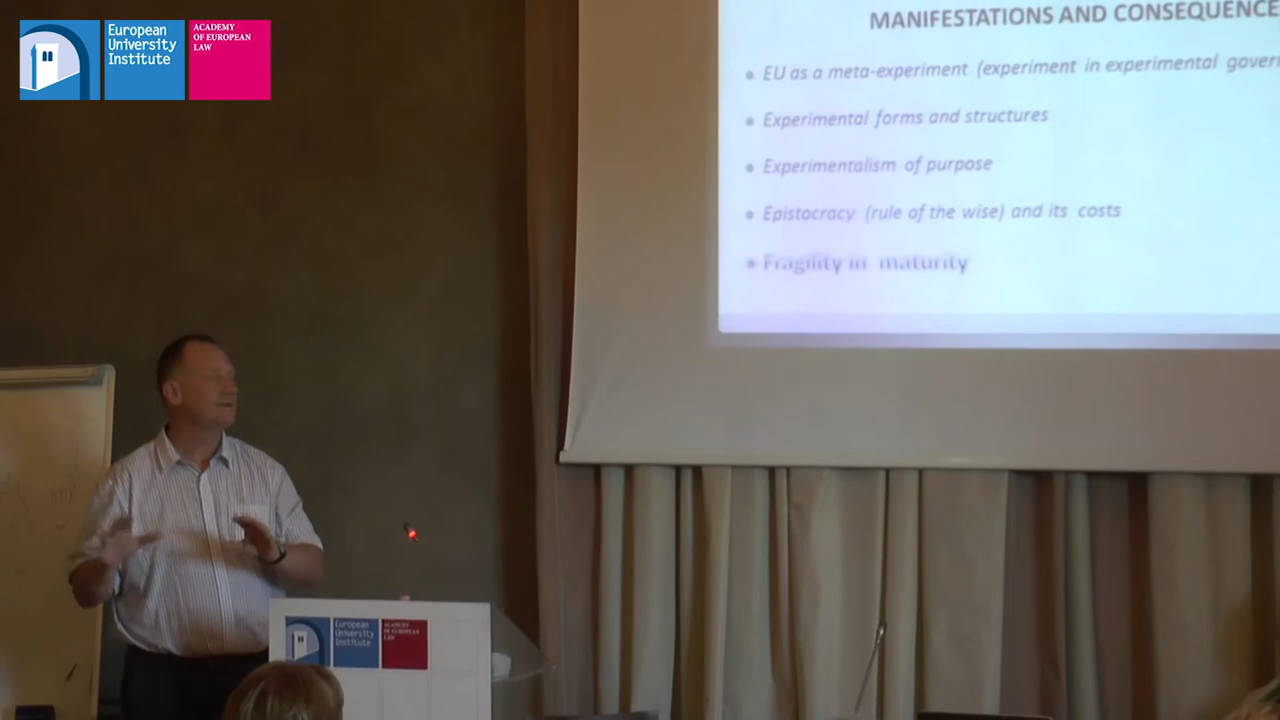 European
University
Institute
ACADEMY
OF EUROPEAN
LAW
MANIFESTATIONS AND CONSEQUENCE
• EU as a meta-experiment (experiment in experimental gover
• Experimental forms and structures
• Experimentalism of purpose
• Epistocracy (rule of the wise) and its costs
• Fragility in maturity
European
University
Institute
ACADEMY
OF EUROPEAN
LAW